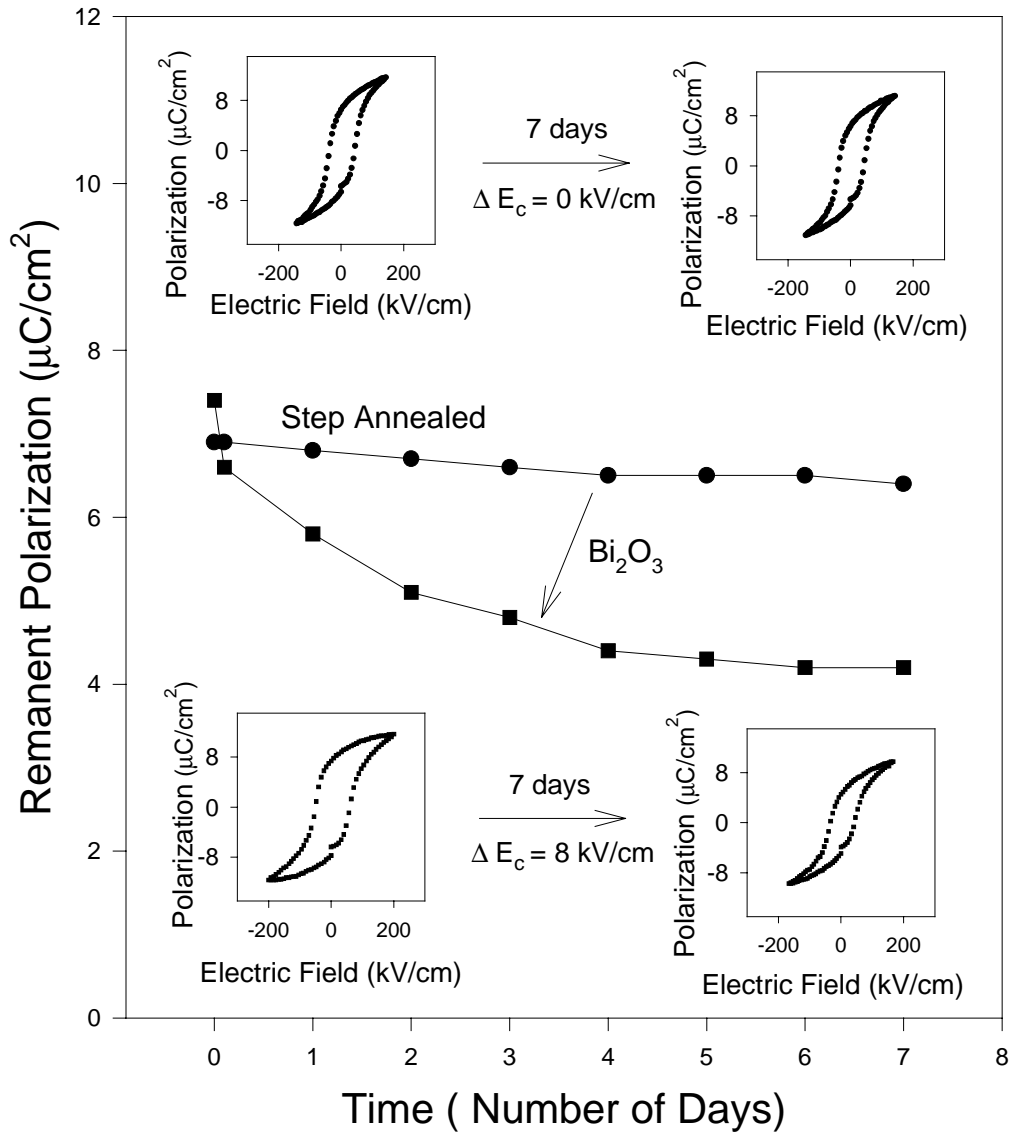 Remanent Polarization (μC/cm²)
12
10
8
6
4
2
0
0 1 2 3 4 5 6 7 8
Time ( Number of Days)
Polarization (μC/cm²)
8
0
-8
-200 0 200
Electric Field (kV/cm)
7 days
Δ E_c = 0 kV/cm
Polarization (μC/cm²)
8
0
-8
-200 0 200
Electric Field (kV/cm)
Step Annealed
Bi₂O₃
Polarization (μC/cm²)
8
0
-8
-200 0 200
Electric Field (kV/cm)
7 days
Δ E_c = 8 kV/cm
Polarization (μC/cm²)
8
0
-8
-200 0 200
Electric Field (kV/cm)